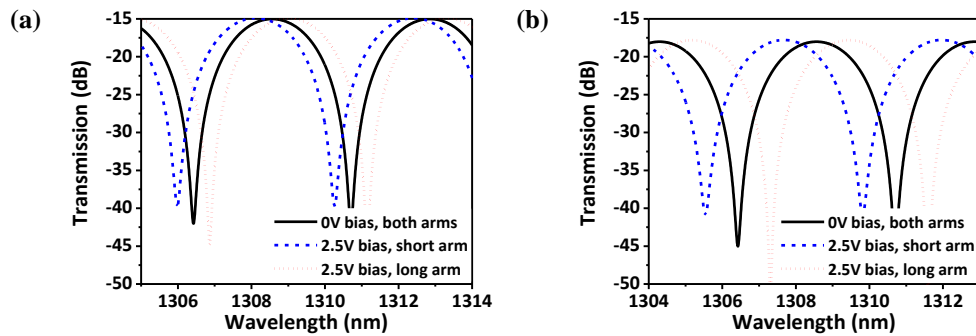 (a)
-15
-20
-25
-30
-35
-40
-45
-50
Transmission (dB)
0V bias, both arms
2.5V bias, short arm
2.5V bias, long arm
1306 1308 1310 1312 1314
Wavelength (nm)
(b)
-15
-20
-25
-30
-35
-40
-45
-50
Transmission (dB)
0V bias, both arms
2.5V bias, short arm
2.5V bias, long arm
1304 1306 1308 1310 1312
Wavelength (nm)